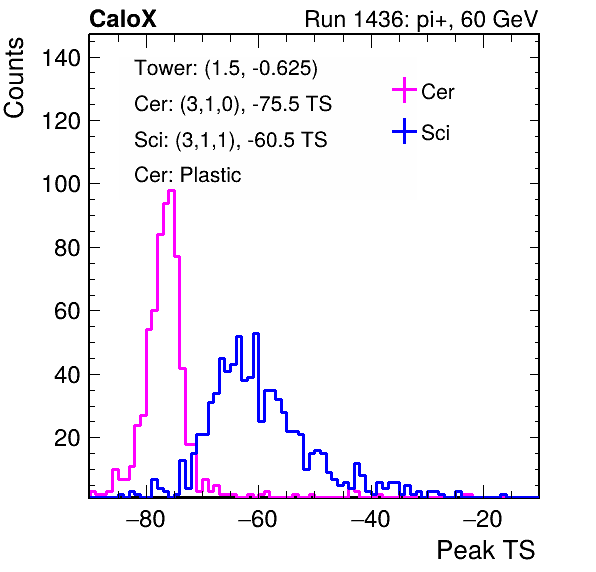 CaloX Run 1436: pi+, 60 GeV
Counts
140
120
100
80
60
40
20
Tower: (1.5, -0.625)
Cer: (3,1,0), -75.5 TS
Sci: (3,1,1), -60.5 TS
Cer: Plastic
Cer
Sci
−80 −60 −40 −20
Peak TS